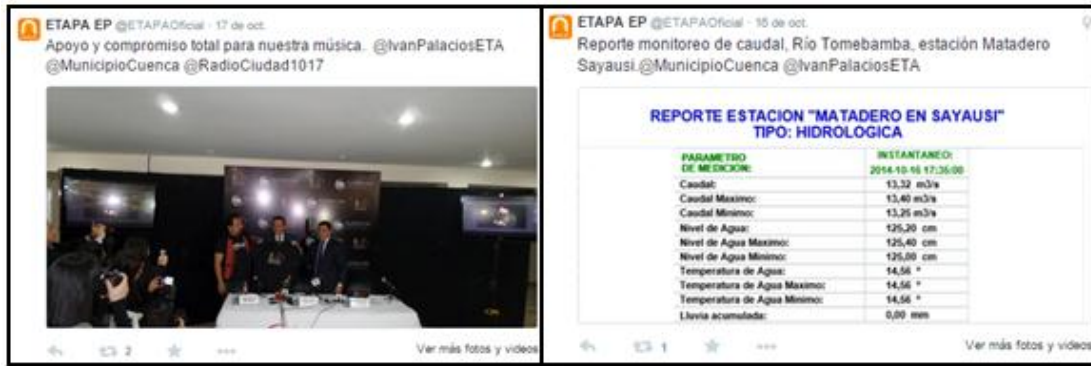 ETAPA EP @ETAPAOficial · 17 de oct.
Apoyo y compromiso total para nuestra música. @IvanPalaciosETA
@MunicipioCuenca @RadioCiudad1017
2
Ver más fotos y videos
ETAPA EP @ETAPAOficial · 16 de oct.
Reporte monitoreo de caudal, Río Tomebamba, estación Matadero
Sayausi.@MunicipioCuenca @IvanPalaciosETA
REPORTE ESTACION "MATADERO EN SAYAUSI"
TIPO: HIDROLOGICA
PARAMETRO DE MEDICION: INSTANTANEO: 2014-10-16 17:35:00
Caudal: 13,32 m3/s
Caudal Maximo: 13,40 m3/s
Caudal Minimo: 13,25 m3/s
Nivel de Agua: 125,20 cm
Nivel de Agua Maximo: 125,40 cm
Nivel de Agua Minimo: 125,00 cm
Temperatura de Agua: 14,56 °
Temperatura de Agua Maximo: 14,56 °
Temperatura de Agua Minimo: 14,56 °
Lluvia acumulada: 0,00 mm
1
Ver más fotos y videos